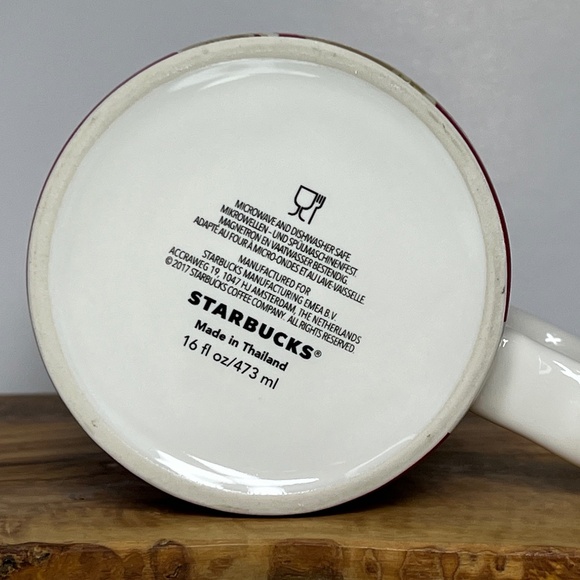 MICROWAVE AND DISHWASHER SAFE.
MIKROWELLEN - UND SPÜLMASCHINENFEST
MAGNETRON EN VAATWASSER BESTENDIG.
ADAPTÉ AU FOUR À MICRO-ONDES ET AU LAVE VAISSELLE.
MANUFACTURED FOR
STARBUCKS MANUFACTURING EMEA B.V
ACCRAWEG 19, 1047 HJ AMSTERDAM, THE NETHERLANDS
© 2017 STARBUCKS COFFEE COMPANY. ALL RIGHTS RESERVED.
STARBUCKS®
Made in Thailand
16 fl oz/473 ml